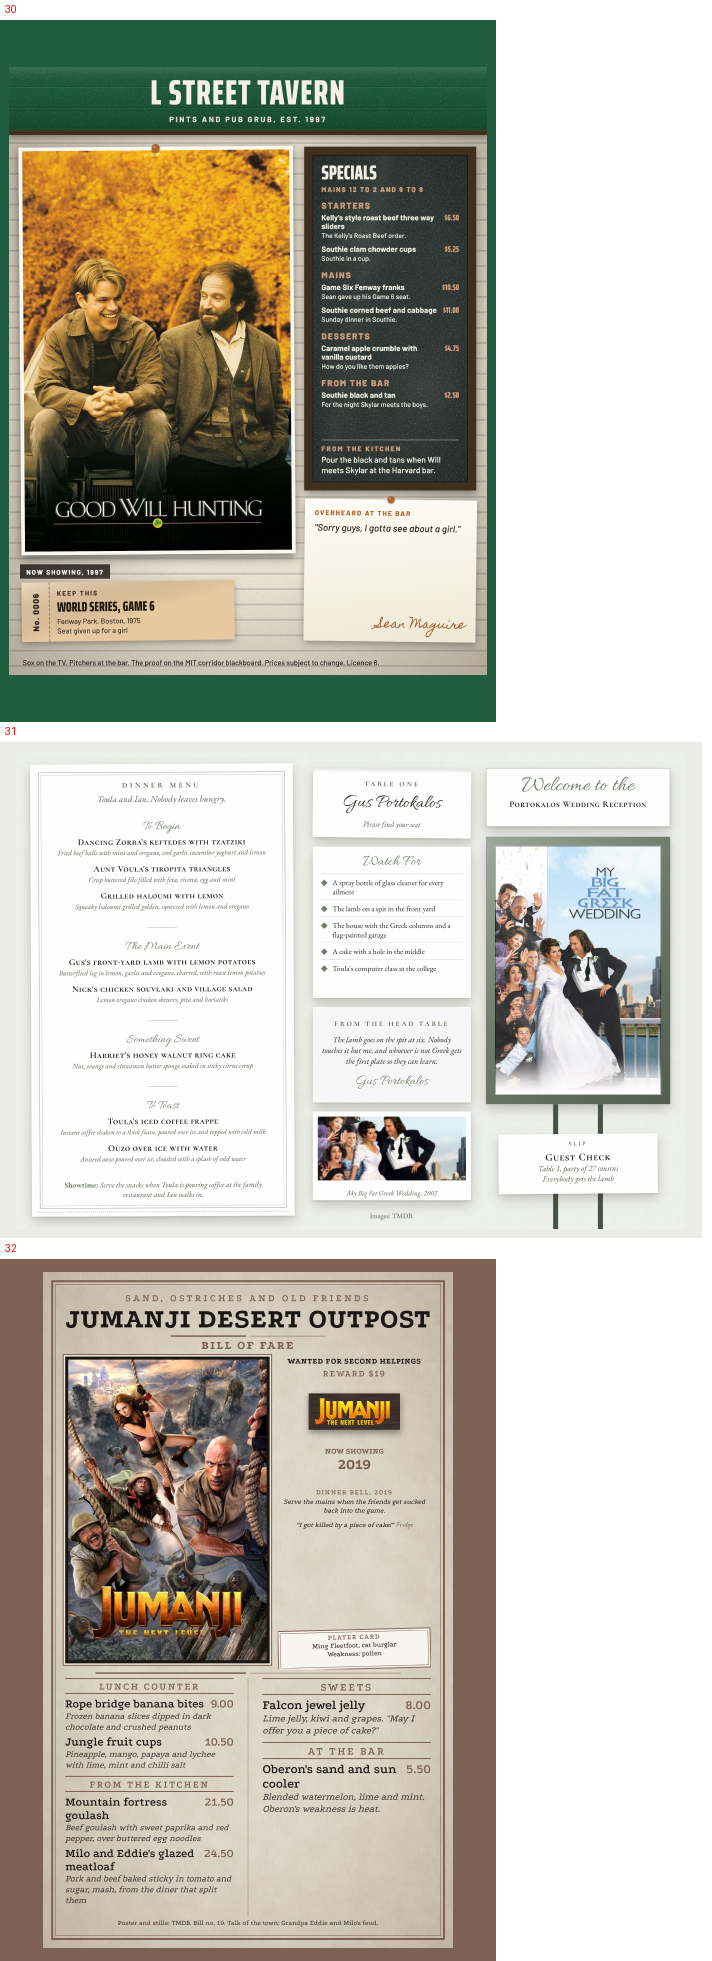 30
L STREET TAVERN
PINTS AND PUB GRUB, EST. 1997
GOOD WILL HUNTING
NOW SHOWING, 1997
No. 0006
KEEP THIS
WORLD SERIES, GAME 6
Fenway Park, Boston, 1975
Seat given up for a girl
SPECIALS
MAINS 12 TO 2 AND 6 TO 8
STARTERS
Kelly's style roast beef three way $6.50
sliders
The Kelly's Roast Beef order.
Southie clam chowder cups $5.25
Southie in a cup.
MAINS
Game Six Fenway franks $10.50
Sean gave up his Game 6 seat.
Southie corned beef and cabbage $11.00
Sunday dinner in Southie.
DESSERTS
Caramel apple crumble with $4.75
vanilla custard
How do you like them apples?
FROM THE BAR
Southie black and tan $2.50
For the night Skylar meets the boys.
FROM THE KITCHEN
Pour the black and tans when Will
meets Skylar at the Harvard bar.
OVERHEARD AT THE BAR
"Sorry guys, I gotta see about a girl."
Sean Maguire
Sox on the TV. Pitchers at the bar. The proof on the MIT corridor blackboard. Prices subject to change. Licence 6.
31
DINNER MENU
Toula and Ian. Nobody leaves hungry.
To Begin
DANCING ZORBA'S KEFTEDES WITH TZATZIKI
Fried beef balls with mint and oregano, cool garlic cucumber yoghurt and lemon
AUNT VOULA'S TIROPITA TRIANGLES
Crisp buttered filo filled with feta, ricotta, egg and mint
GRILLED HALOUMI WITH LEMON
Squeaky haloumi grilled golden, squeezed with lemon and oregano
The Main Event
GUS'S FRONT-YARD LAMB WITH LEMON POTATOES
Butterflied leg in lemon, garlic and oregano, charred, with roast lemon potatoes
NICK'S CHICKEN SOUVLAKI AND VILLAGE SALAD
Lemon oregano chicken skewers, pita and horiatiki
Something Sweet
HARRIET'S HONEY WALNUT RING CAKE
Nut, orange and cinnamon butter sponge soaked in sticky citrus syrup
To Toast
TOULA'S ICED COFFEE FRAPPE
Instant coffee shaken to a thick foam, poured over ice and topped with cold milk
OUZO OVER ICE WITH WATER
Aniseed ouzo poured over ice, clouded with a splash of cold water
Showtime: Serve the snacks when Toula is pouring coffee at the family
restaurant and Ian walks in.
TABLE ONE
Gus Portokalos
Please find your seat
Watch For
A spray bottle of glass cleaner for every
ailment
The lamb on a spit in the front yard
The house with the Greek columns and a
flag-painted garage
A cake with a hole in the middle
Toula's computer class at the college
FROM THE HEAD TABLE
The lamb goes on the spit at six. Nobody
touches it but me, and whoever is not Greek gets
the first plate so they can learn.
Gus Portokalos
My Big Fat Greek Wedding, 2002
Images: TMDB.
Welcome to the
PORTOKALOS WEDDING RECEPTION
MY
BIG
FAT
GREEK
WEDDING
SLIP
GUEST CHECK
Table 1, party of 27 cousins
Everybody gets the lamb
32
SAND, OSTRICHES AND OLD FRIENDS
JUMANJI DESERT OUTPOST
BILL OF FARE
JUMANJI
THE NEXT LEVEL
WANTED FOR SECOND HELPINGS
REWARD $19
JUMANJI
THE NEXT LEVEL
NOW SHOWING
2019
DINNER BELL, 2019
Serve the mains when the friends get sucked
back into the game.
"I got killed by a piece of cake?" Fridge
PLAYER CARD
Ming Fleetfoot, cat burglar
Weakness: pollen
LUNCH COUNTER
Rope bridge banana bites 9.00
Frozen banana slices dipped in dark
chocolate and crushed peanuts
Jungle fruit cups 10.50
Pineapple, mango, papaya and lychee
with lime, mint and chilli salt
FROM THE KITCHEN
Mountain fortress 21.50
goulash
Beef goulash with sweet paprika and red
pepper, over buttered egg noodles
Milo and Eddie's glazed 24.50
meatloaf
Pork and beef baked sticky in tomato and
sugar, mash, from the diner that split
them
SWEETS
Falcon jewel jelly 8.00
Lime jelly, kiwi and grapes. "May I
offer you a piece of cake?"
AT THE BAR
Oberon's sand and sun 5.50
cooler
Blended watermelon, lime and mint.
Oberon's weakness is heat.
Poster and stills: TMDB. Bill no. 19. Talk of the town: Grandpa Eddie and Milo's feud.